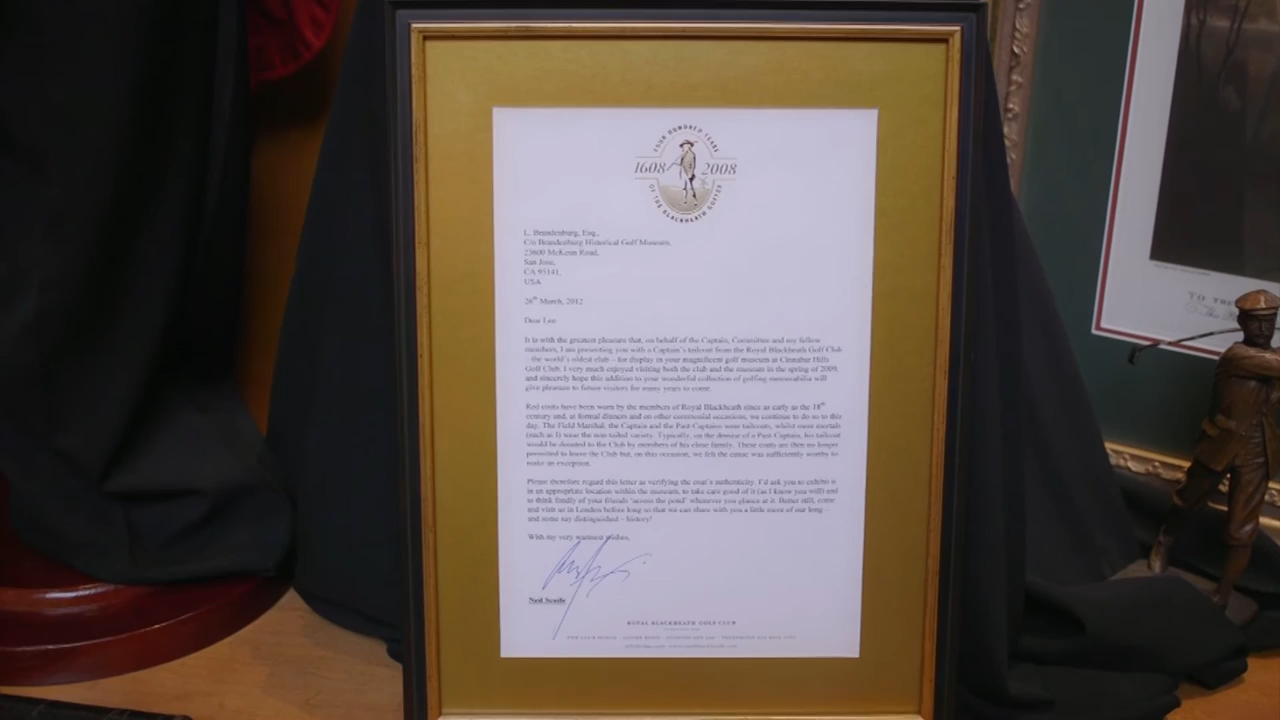 FOUR HUNDRED YEARS
1608 2008
OF THE BLACKHEATH GOLFER
L. Brandenburg, Esq.,
C/o Brandenburg Historical Golf Museum,
23600 McKean Road,
San Jose,
CA 95141,
USA
26th March, 2012
Dear Lee
It is with the greatest pleasure that, on behalf of the Captain, Committee and my fellow
members, I am presenting you with a Captain's tailcoat from the Royal Blackheath Golf Club
– the world's oldest club – for display in your magnificent golf museum at Cinnabar Hills
Golf Club. I very much enjoyed visiting both the club and the museum in the spring of 2009,
and sincerely hope this addition to your wonderful collection of golfing memorabilia will
give pleasure to future visitors for many years to come.
Red coats have been worn by the members of Royal Blackheath since as early as the 18th
century and, at formal dinners and on other ceremonial occasions, we continue to do so to this
day. The Field Marshal, the Captain and the Past-Captains wear tailcoats, whilst mere mortals
(such as I) wear the non-tailed variety. Typically, on the demise of a Past-Captain, his tailcoat
would be donated to the Club by members of his close family. These coats are then no longer
permitted to leave the Club but, on this occasion, we felt the cause was sufficiently worthy to
make an exception.
Please therefore regard this letter as verifying the coat's authenticity. I'd ask you to exhibit it
in an appropriate location within the museum, to take care good of it (as I know you will) and
to think fondly of your friends 'across the pond' whenever you glance at it. Better still, come
and visit us in London before long so that we can share with you a little more of our long –
and some say distinguished – history!
With my very warmest wishes,
ROYAL BLACKHEATH GOLF CLUB
TO THE